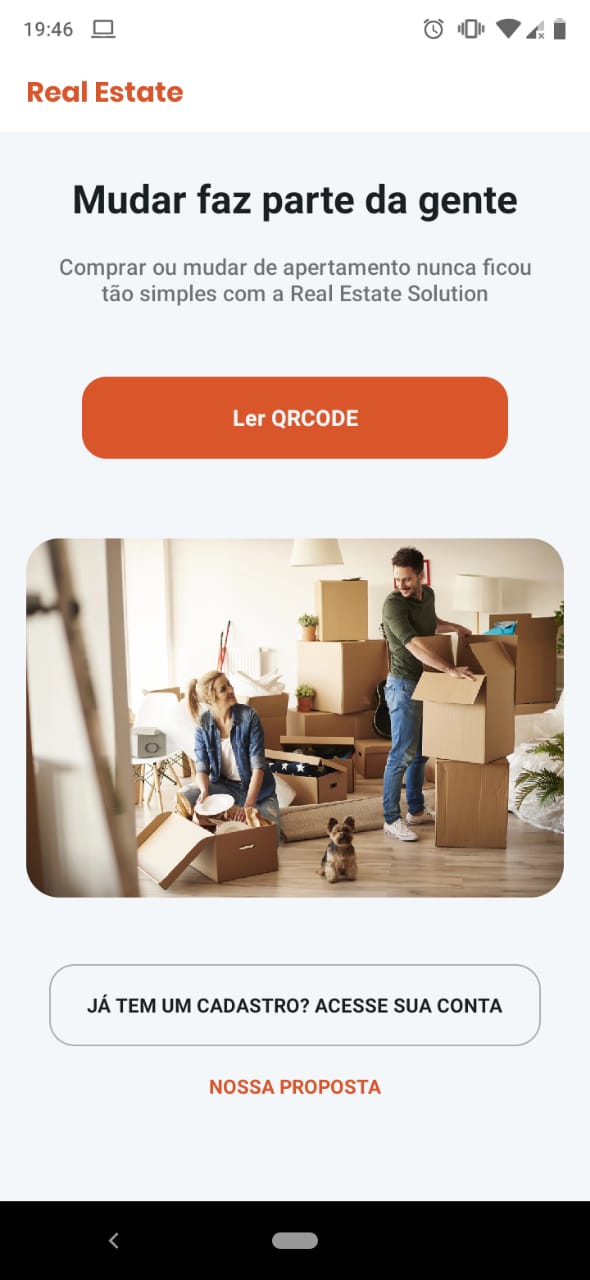 19:46
Real Estate
Mudar faz parte da gente
Comprar ou mudar de apertamento nunca ficou
tão simples com a Real Estate Solution
Ler QRCODE
JÁ TEM UM CADASTRO? ACESSE SUA CONTA
NOSSA PROPOSTA